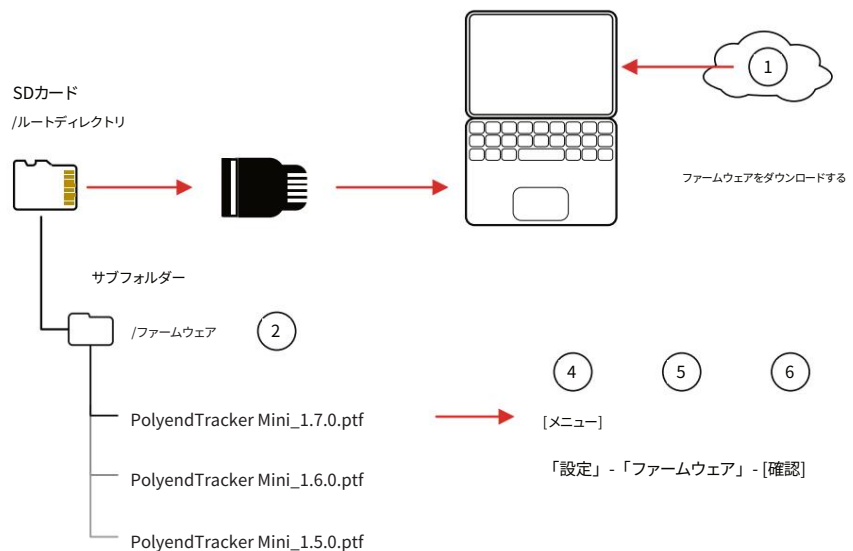 SDカード
/ルートディレクトリ
1
ファームウェアをダウンロードする
サブフォルダー
/ファームウェア
2
PolyendTracker Mini_1.7.0.ptf
PolyendTracker Mini_1.6.0.ptf
PolyendTracker Mini_1.5.0.ptf
4
5
6
[メニュー]
「設定」-「ファームウェア」- [確認]